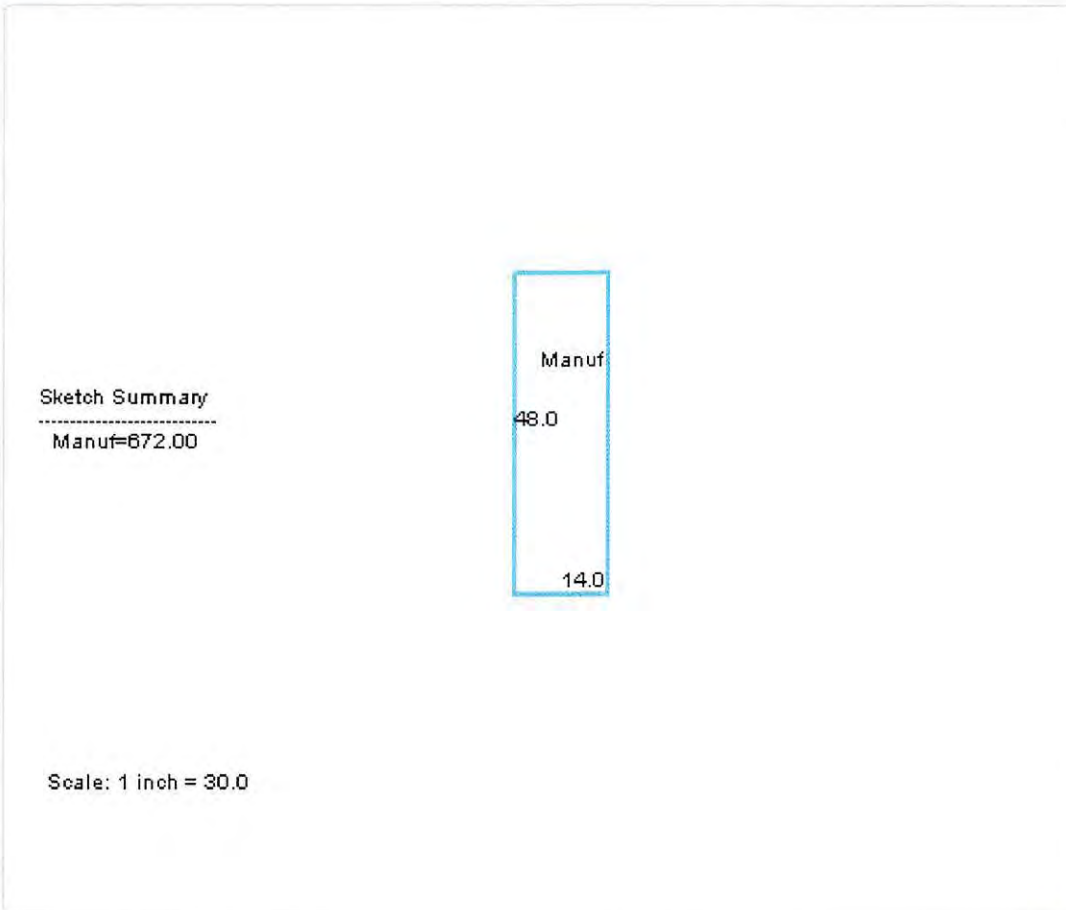 Manuf
Sketch Summary
48.0
Manuf=672.00
14.0
Scale: 1 inch = 30.0